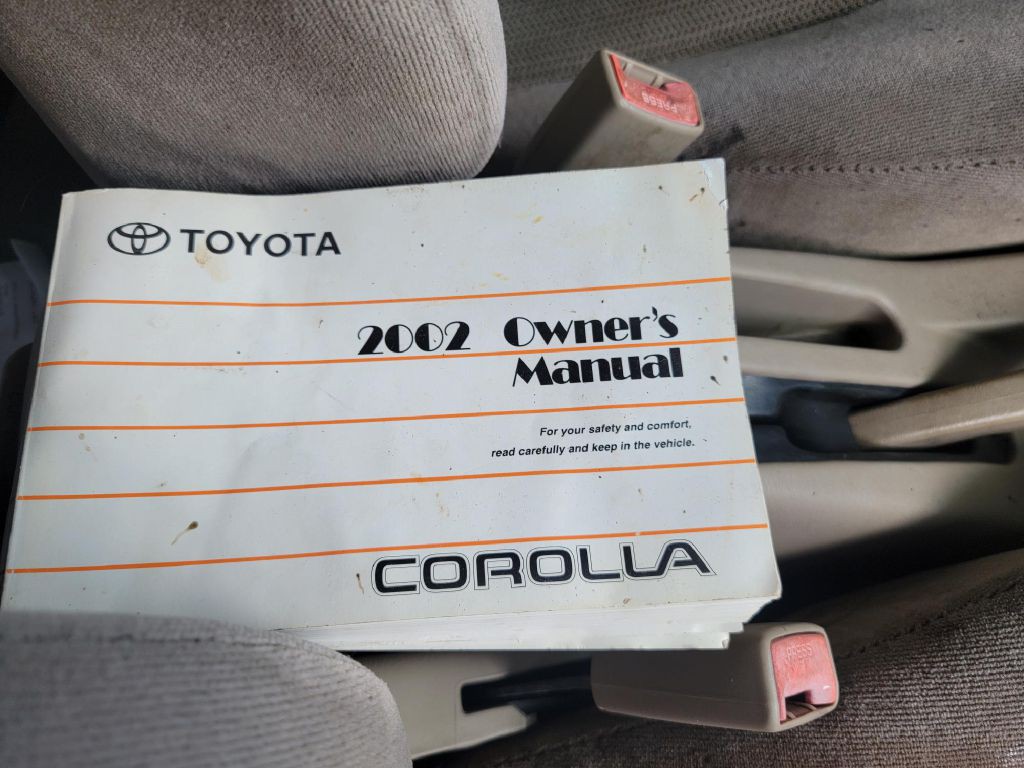 PRESS
TOYOTA
2002 Owner's
Manual
For your safety and comfort,
read carefully and keep in the vehicle.
COROLLA
PRESS